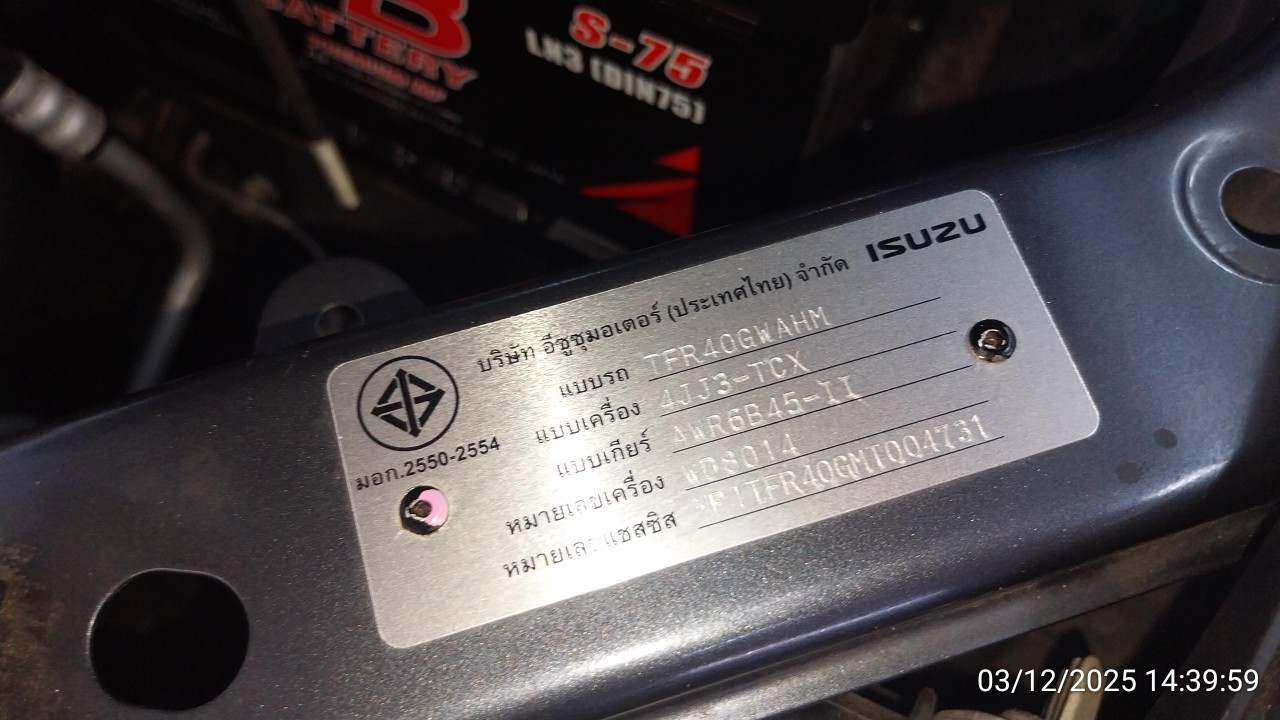 B
BATTERY
S-75
LN3 (DIN75)
ISUZU
บริษัท อีซูซุมอเตอร์ (ประเทศไทย) จำกัด
แบบรถ TFR40GWAHM
แบบเครื่อง 4JJ3-TCX
แบบเกียร์ AWR6B45-II
หมายเลขเครื่อง
หมายเลขแชสซิส
มอก.2550-2554
03/12/2025 14:39:59